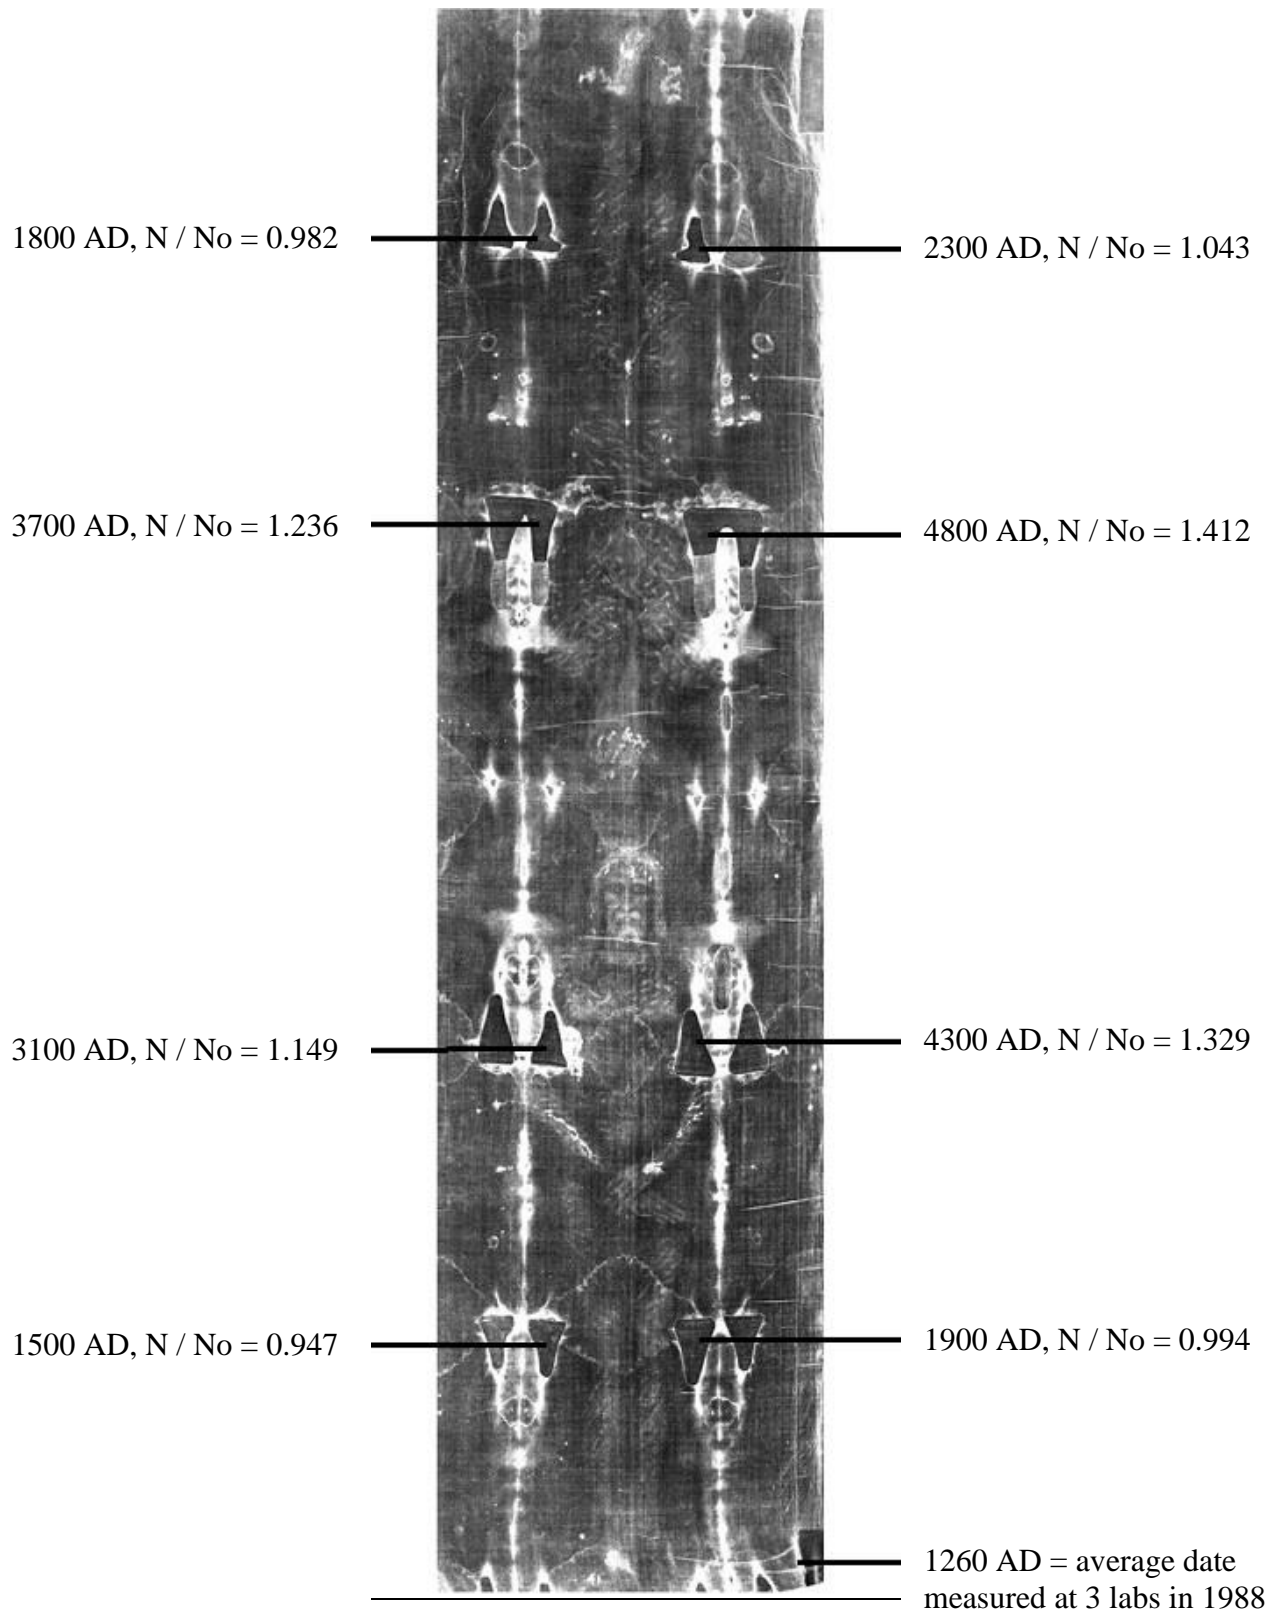 1800 AD, N / No = 0.982
2300 AD, N / No = 1.043
3700 AD, N / No = 1.236
4800 AD, N / No = 1.412
3100 AD, N / No = 1.149
4300 AD, N / No = 1.329
1500 AD, N / No = 0.947
1900 AD, N / No = 0.994
1260 AD = average date
measured at 3 labs in 1988